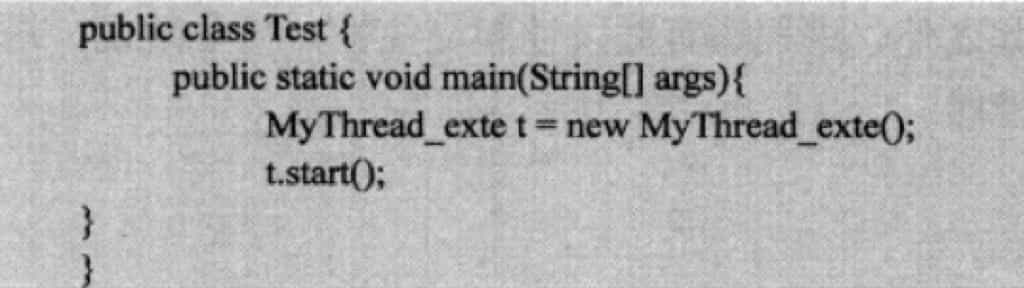 public class Test {
public static void main(String[] args){
MyThread_exte t = new MyThread_exte();
t.start();
}
}